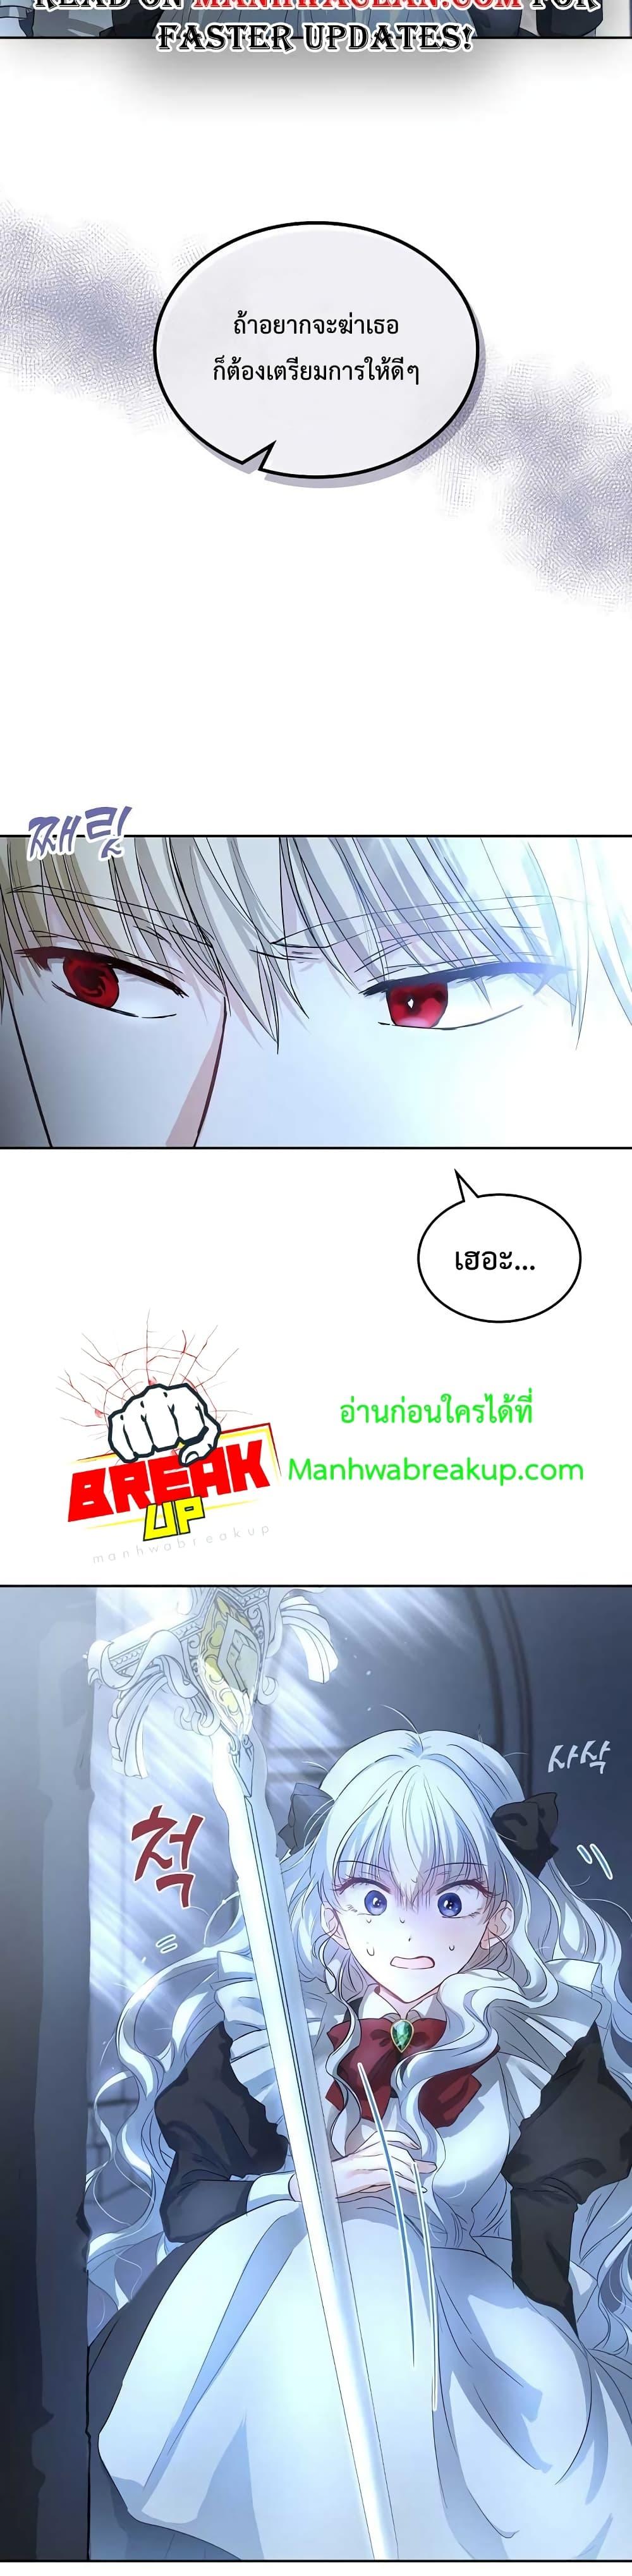 READ ON MANHWACLAN.COM FOR
FASTER UPDATES!
ถ้าอยากจะฆ่าเธอ
ก็ต้องเตรียมการให้ดีๆ
째릿
เฮอะ...
อ่านก่อนใครได้ที่
Manhwabreakup.com
BREAK
UP
manhwabreakup
사삭
척